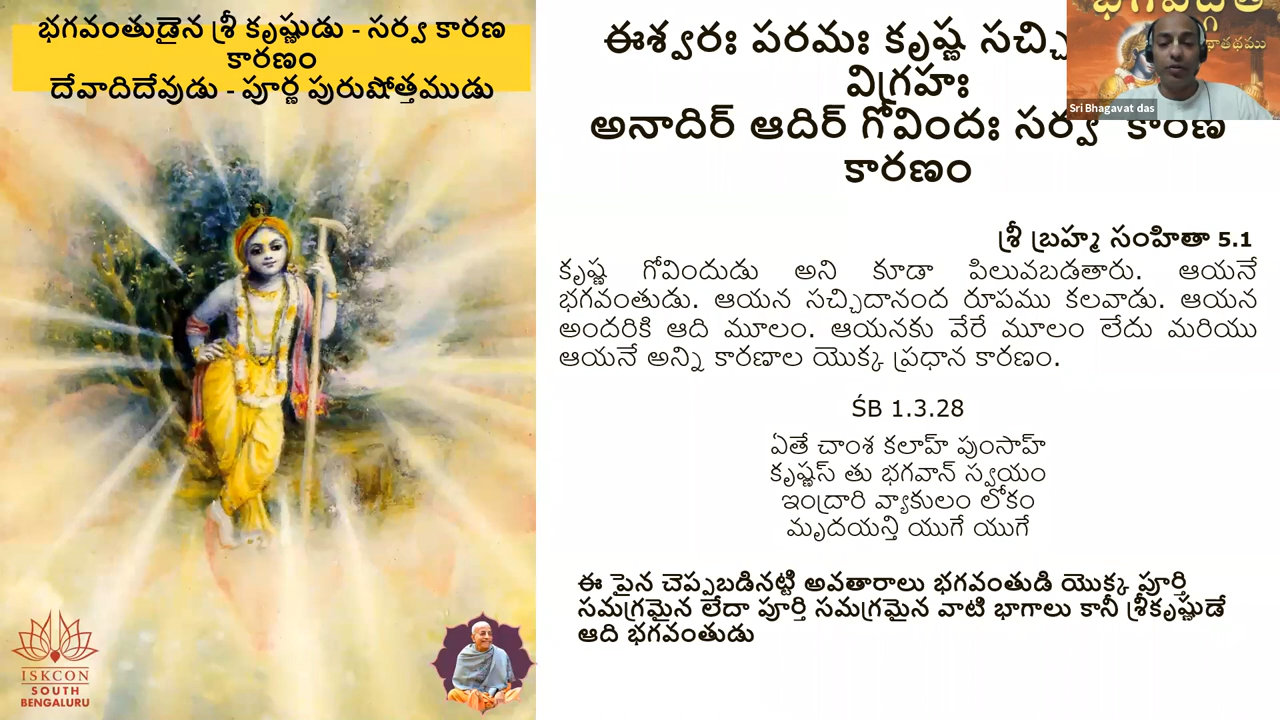 భగవంతుడైన శ్రీ కృష్ణుడు - సర్వ కారణ
కారణం
దేవాదిదేవుడు - పూర్ణ పురుషోత్తముడు
ISKCON
SOUTH
BENGALURU
ఈశ్వరః పరమః కృష్ణ
విగ్రహః
అనాదిర్ ఆదిర్ గోవిందః సర్వ కారణ
కారణం
శ్రీ బ్రహ్మ సంహితా 5.1
కృష్ణ గోవిందుడు అని కూడా పిలువబడతారు. ఆయనే
భగవంతుడు. ఆయన సచ్చిదానంద రూపము కలవాడు. ఆయన
అందరికి ఆది మూలం. ఆయనకు వేరే మూలం లేదు మరియు
ఆయనే అన్ని కారణాల యొక్క ప్రధాన కారణం.
ŚB 1.3.28
ఏతే చాంశ కలాహ్ పుంసాహ్
కృష్ణస్ తు భగవాన్ స్వయం
ఇంద్రారి వ్యాకులం లోకం
మృదయన్తి యుగే యుగే
ఈ పైన చెప్పబడినట్టి అవతారాలు భగవంతుడి యొక్క పూర్తి
సమగ్రమైన లేదా పూర్తి సమగ్రమైన వాటి భాగాలు కానీ శ్రీకృష్ణుడే
ఆది భగవంతుడు
Sri Bhagavat das